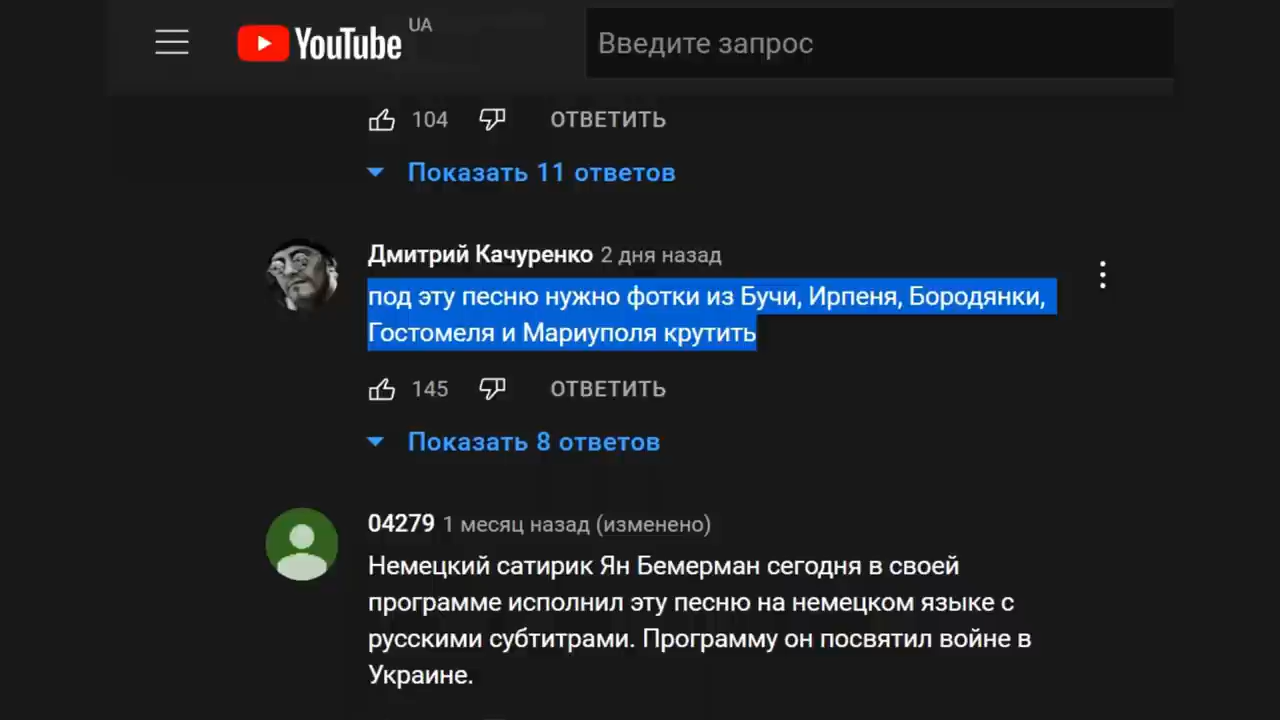 YouTube UA
Введите запрос
104 ОТВЕТИТЬ
Показать 11 ответов
Дмитрий Качуренко 2 дня назад
под эту песню нужно фотки из Бучи, Ирпеня, Бородянки,
Гостомеля и Мариуполя крутить
145 ОТВЕТИТЬ
Показать 8 ответов
04279 1 месяц назад (изменено)
Немецкий сатирик Ян Бемерман сегодня в своей
программе исполнил эту песню на немецком языке с
русскими субтитрами. Программу он посвятил войне в
Украине.